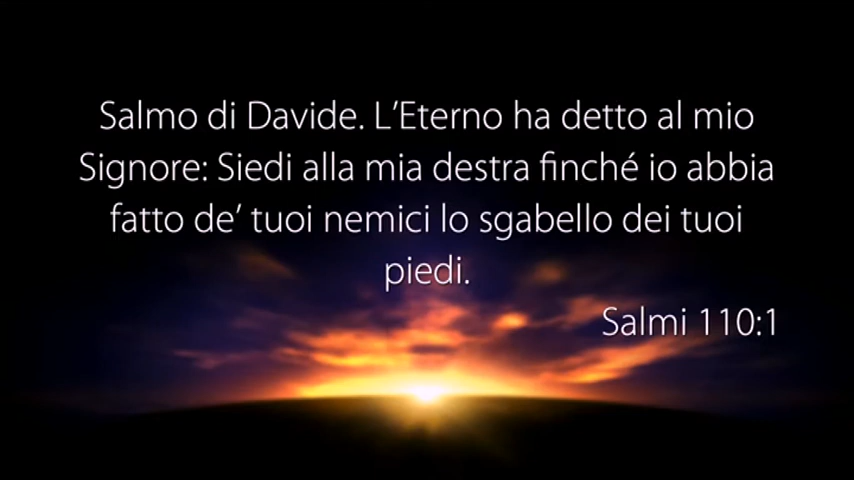 Salmo di Davide. L’Eterno ha detto al mio
Signore: Siedi alla mia destra finché io abbia
fatto de’ tuoi nemici lo sgabello dei tuoi
piedi.
Salmi 110:1